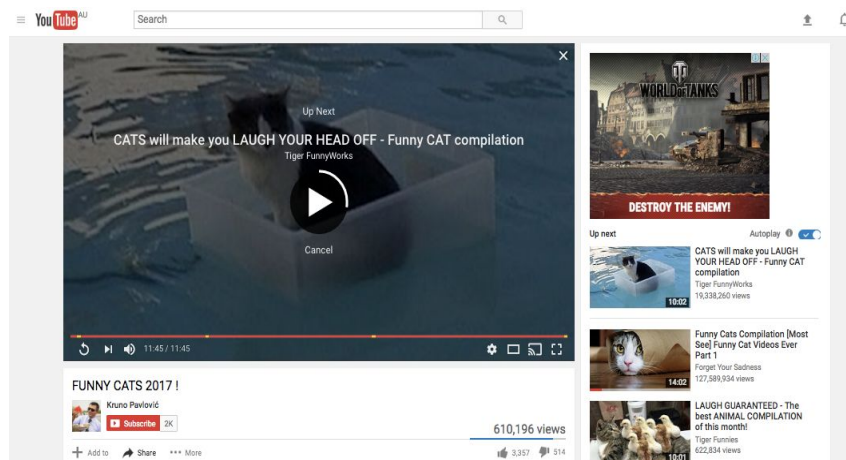 YouTube AU
Search
Up Next
CATS will make you LAUGH YOUR HEAD OFF - Funny CAT compilation
Tiger FunnyWorks
Cancel
11:45 / 11:45
FUNNY CATS 2017 !
Kruno Pavlović
Subscribe 2K
610,196 views
Add to Share More
3,357 514
WORLD OF TANKS
DESTROY THE ENEMY!
Up next Autoplay
CATS will make you LAUGH
YOUR HEAD OFF - Funny CAT
compilation
Tiger FunnyWorks
19,338,260 views
10:02
Funny Cats Compilation [Most
See] Funny Cat Videos Ever
Part 1
Forget Your Sadness
127,589,934 views
14:02
LAUGH GUARANTEED - The
best ANIMAL COMPILATION
of this month!
Tiger Funnies
622,834 views
10:01